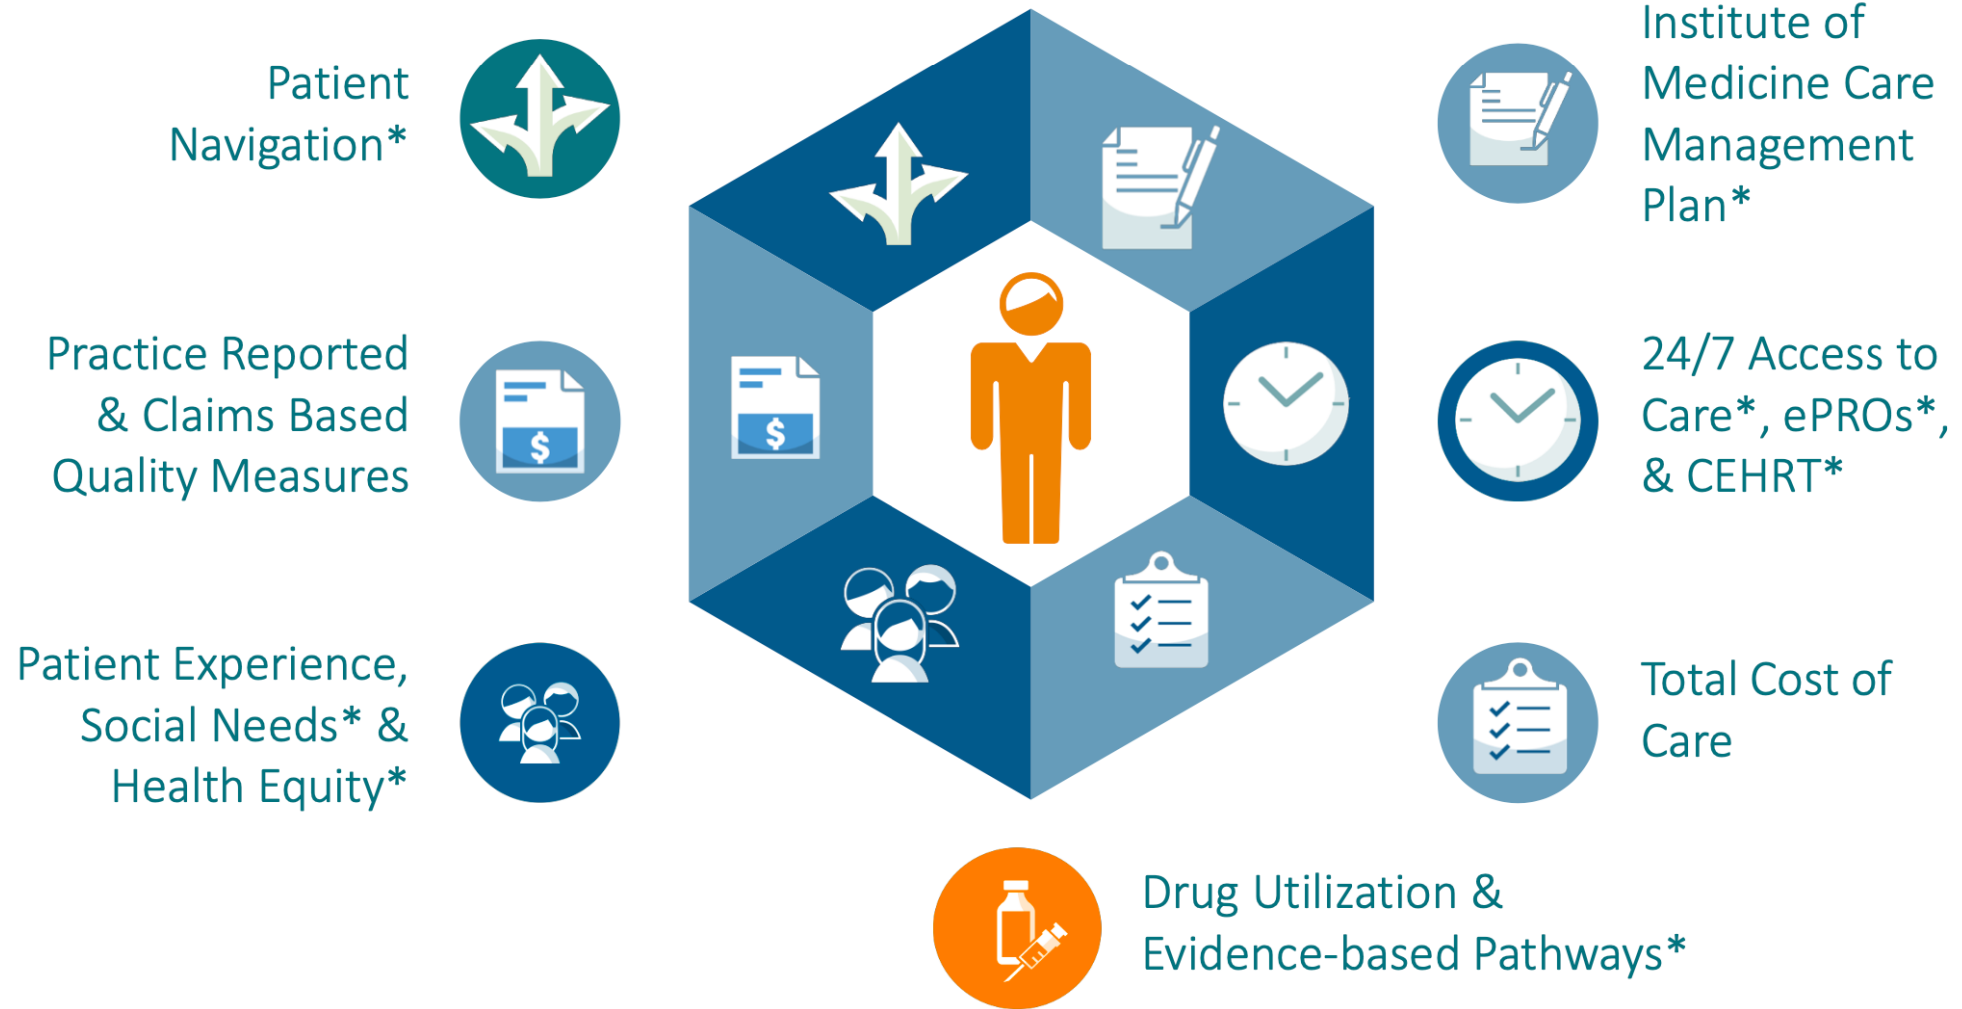 Patient
Navigation*
Practice Reported
& Claims Based
Quality Measures
Patient Experience,
Social Needs* &
Health Equity*
Institute of
Medicine Care
Management
Plan*
24/7 Access to
Care*, ePROs*,
& CEHRT*
Total Cost of
Care
Drug Utilization &
Evidence-based Pathways*
$
$